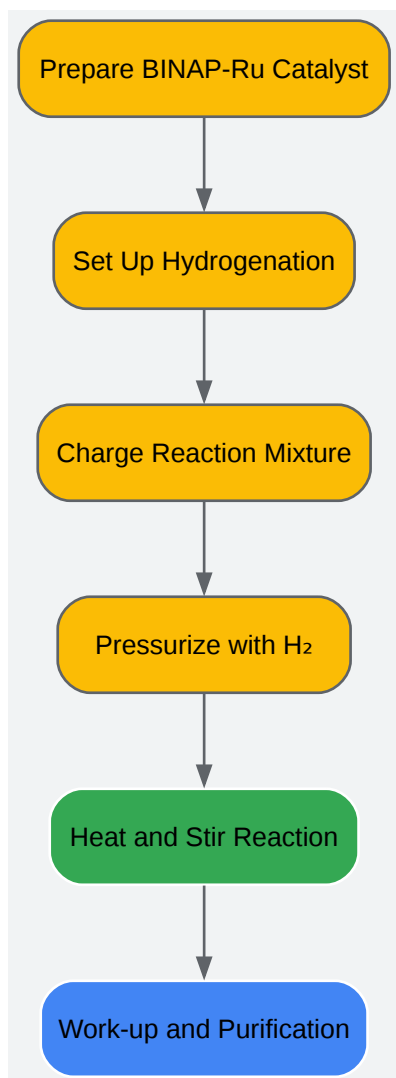 Prepare BINAP-Ru Catalyst
Set Up Hydrogenation
Charge Reaction Mixture
Pressurize with H₂
Heat and Stir Reaction
Work-up and Purification